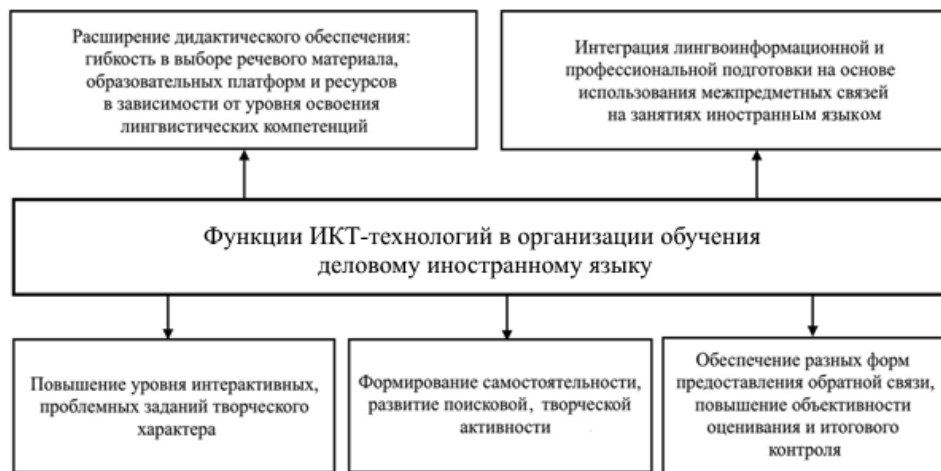 Расширение дидактического обеспечения:
гибкость в выборе речевого материала,
образовательных платформ и ресурсов
в зависимости от уровня освоения
лингвистических компетенций
Интеграция лингвоинформационной и
профессиональной подготовки на основе
использования межпредметных связей
на занятиях иностранным языком
Функции ИКТ-технологий в организации обучения
деловому иностранному языку
Повышение уровня интерактивных,
проблемных заданий творческого
характера
Формирование самостоятельности,
развитие поисковой, творческой
активности
Обеспечение разных форм
предоставления обратной связи,
повышение объективности
оценивания и итогового
контроля